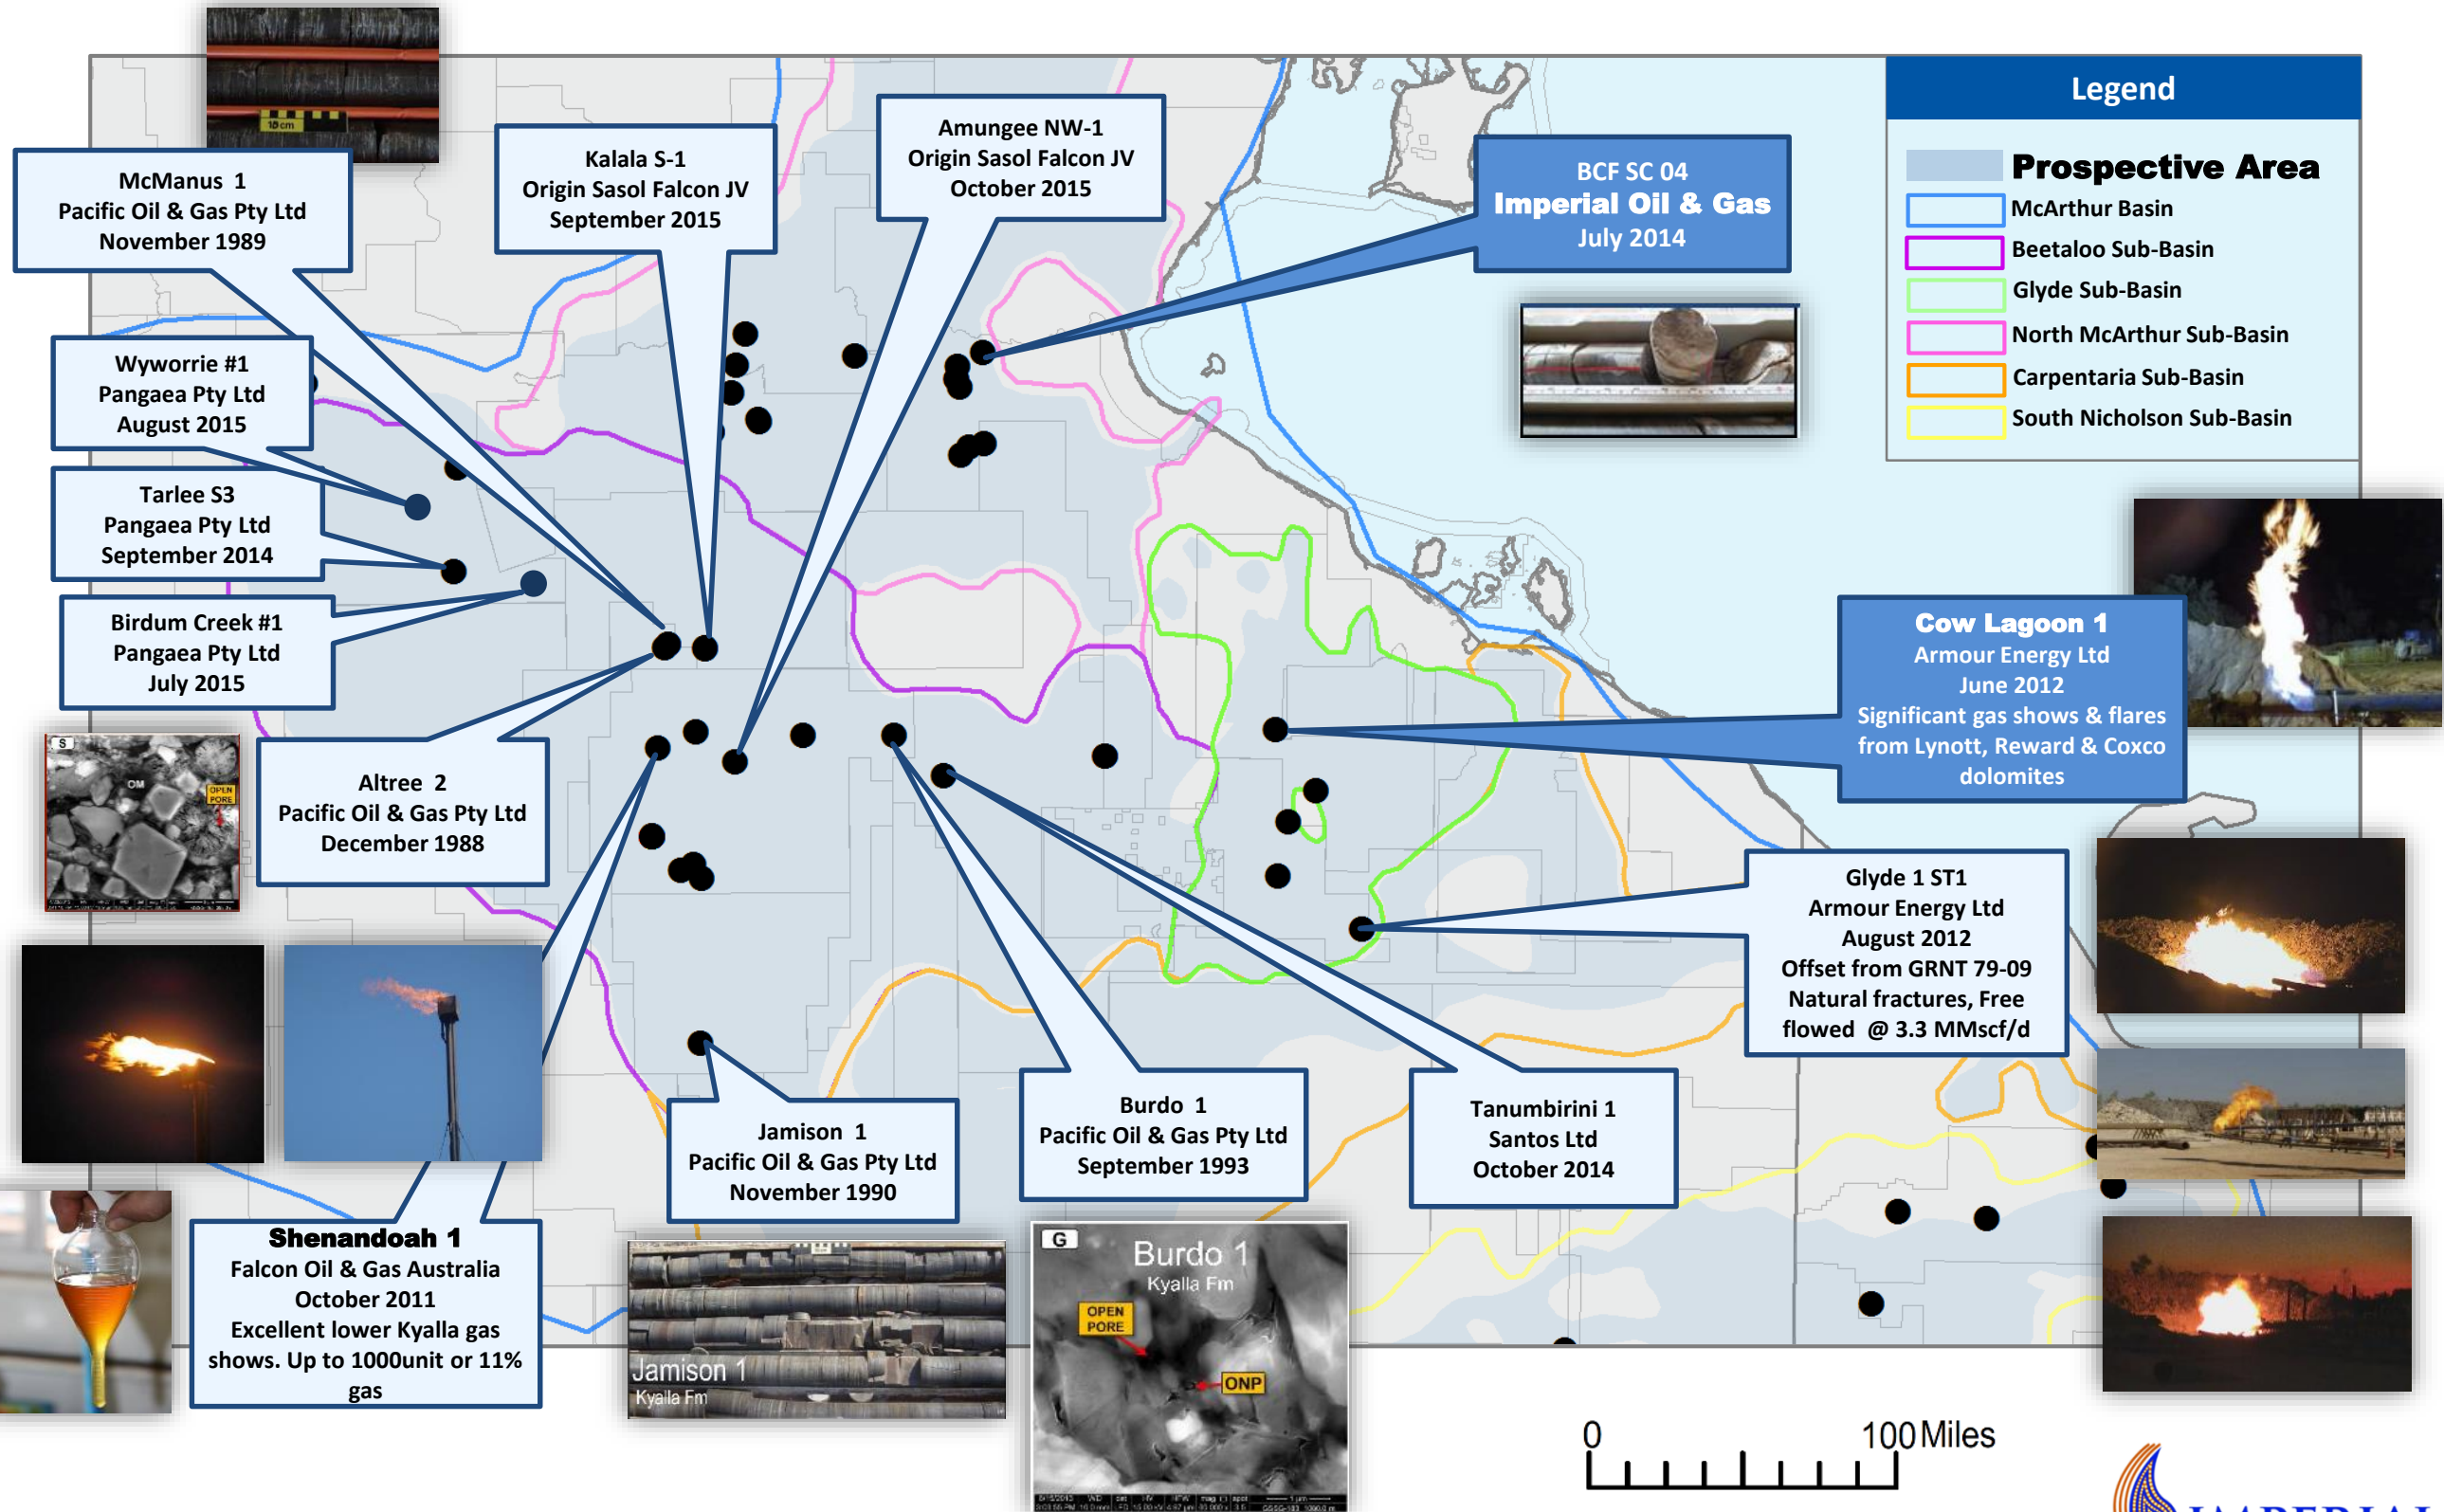 10cm
McManus 1
Pacific Oil & Gas Pty Ltd
November 1989
Kalala S-1
Origin Sasol Falcon JV
September 2015
Amungee NW-1
Origin Sasol Falcon JV
October 2015
BCF SC 04
Imperial Oil & Gas
July 2014
Legend
Prospective Area
McArthur Basin
Beetaloo Sub-Basin
Glyde Sub-Basin
North McArthur Sub-Basin
Carpentaria Sub-Basin
South Nicholson Sub-Basin
Wyworrie #1
Pangaea Pty Ltd
August 2015
Tarlee S3
Pangaea Pty Ltd
September 2014
Birdum Creek #1
Pangaea Pty Ltd
July 2015
Cow Lagoon 1
Armour Energy Ltd
June 2012
Significant gas shows & flares
from Lynott, Reward & Coxco
dolomites
S
OM
OPEN
PORE
Altree 2
Pacific Oil & Gas Pty Ltd
December 1988
Glyde 1 ST1
Armour Energy Ltd
August 2012
Offset from GRNT 79-09
Natural fractures, Free
flowed @ 3.3 MMscf/d
Jamison 1
Pacific Oil & Gas Pty Ltd
November 1990
Burdo 1
Pacific Oil & Gas Pty Ltd
September 1993
Tanumbirini 1
Santos Ltd
October 2014
Shenandoah 1
Falcon Oil & Gas Australia
October 2011
Excellent lower Kyalla gas
shows. Up to 1000unit or 11%
gas
Jamison 1
Kyalla Fm
G
Burdo 1
Kyalla Fm
OPEN
PORE
ONP
0 100 Miles
IMPERIAL